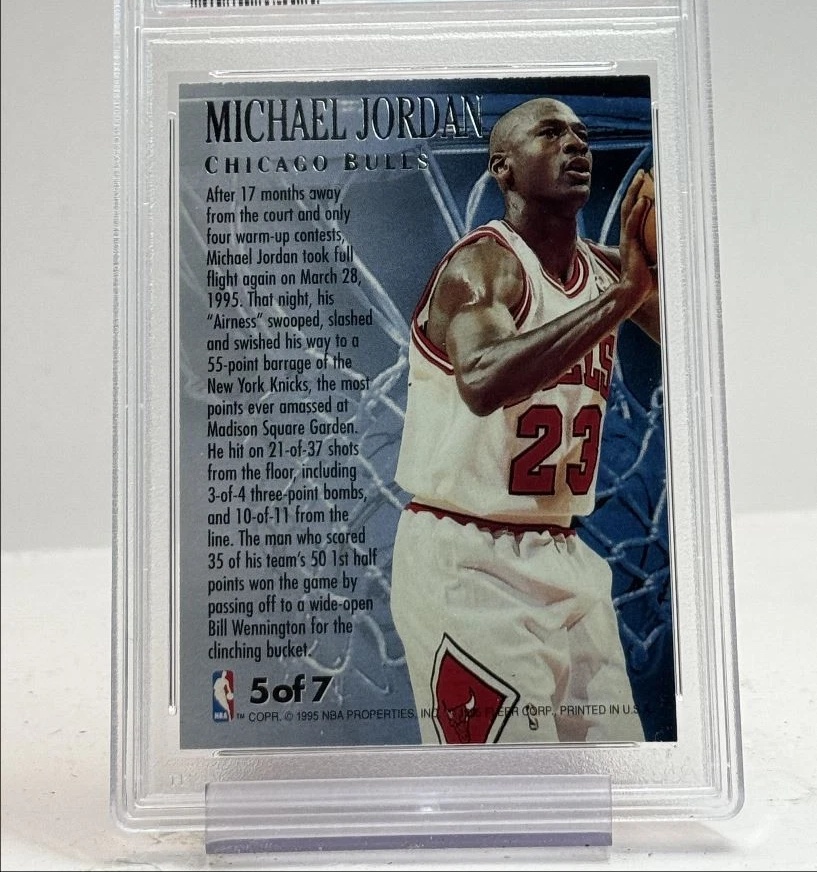 MICHAEL JORDAN
CHICAGO BULLS
After 17 months away
from the court and only
four warm-up contests,
Michael Jordan took full
flight again on March 28,
1995. That night, his
"Airness" swooped, slashed
and swished his way to a
55-point barrage of the
New York Knicks, the most
points ever amassed at
Madison Square Garden.
He hit on 21-of-37 shots
from the floor, including
3-of-4 three-point bombs,
and 10-of-11 from the
line. The man who scored
35 of his team's 50 1st half
points won the game by
passing off to a wide-open
Bill Wennington for the
clinching bucket.
BULLS
23
NBA
5 of 7
™ COPR. © 1995 NBA PROPERTIES, INC. FLEER CORP., PRINTED IN U.S.